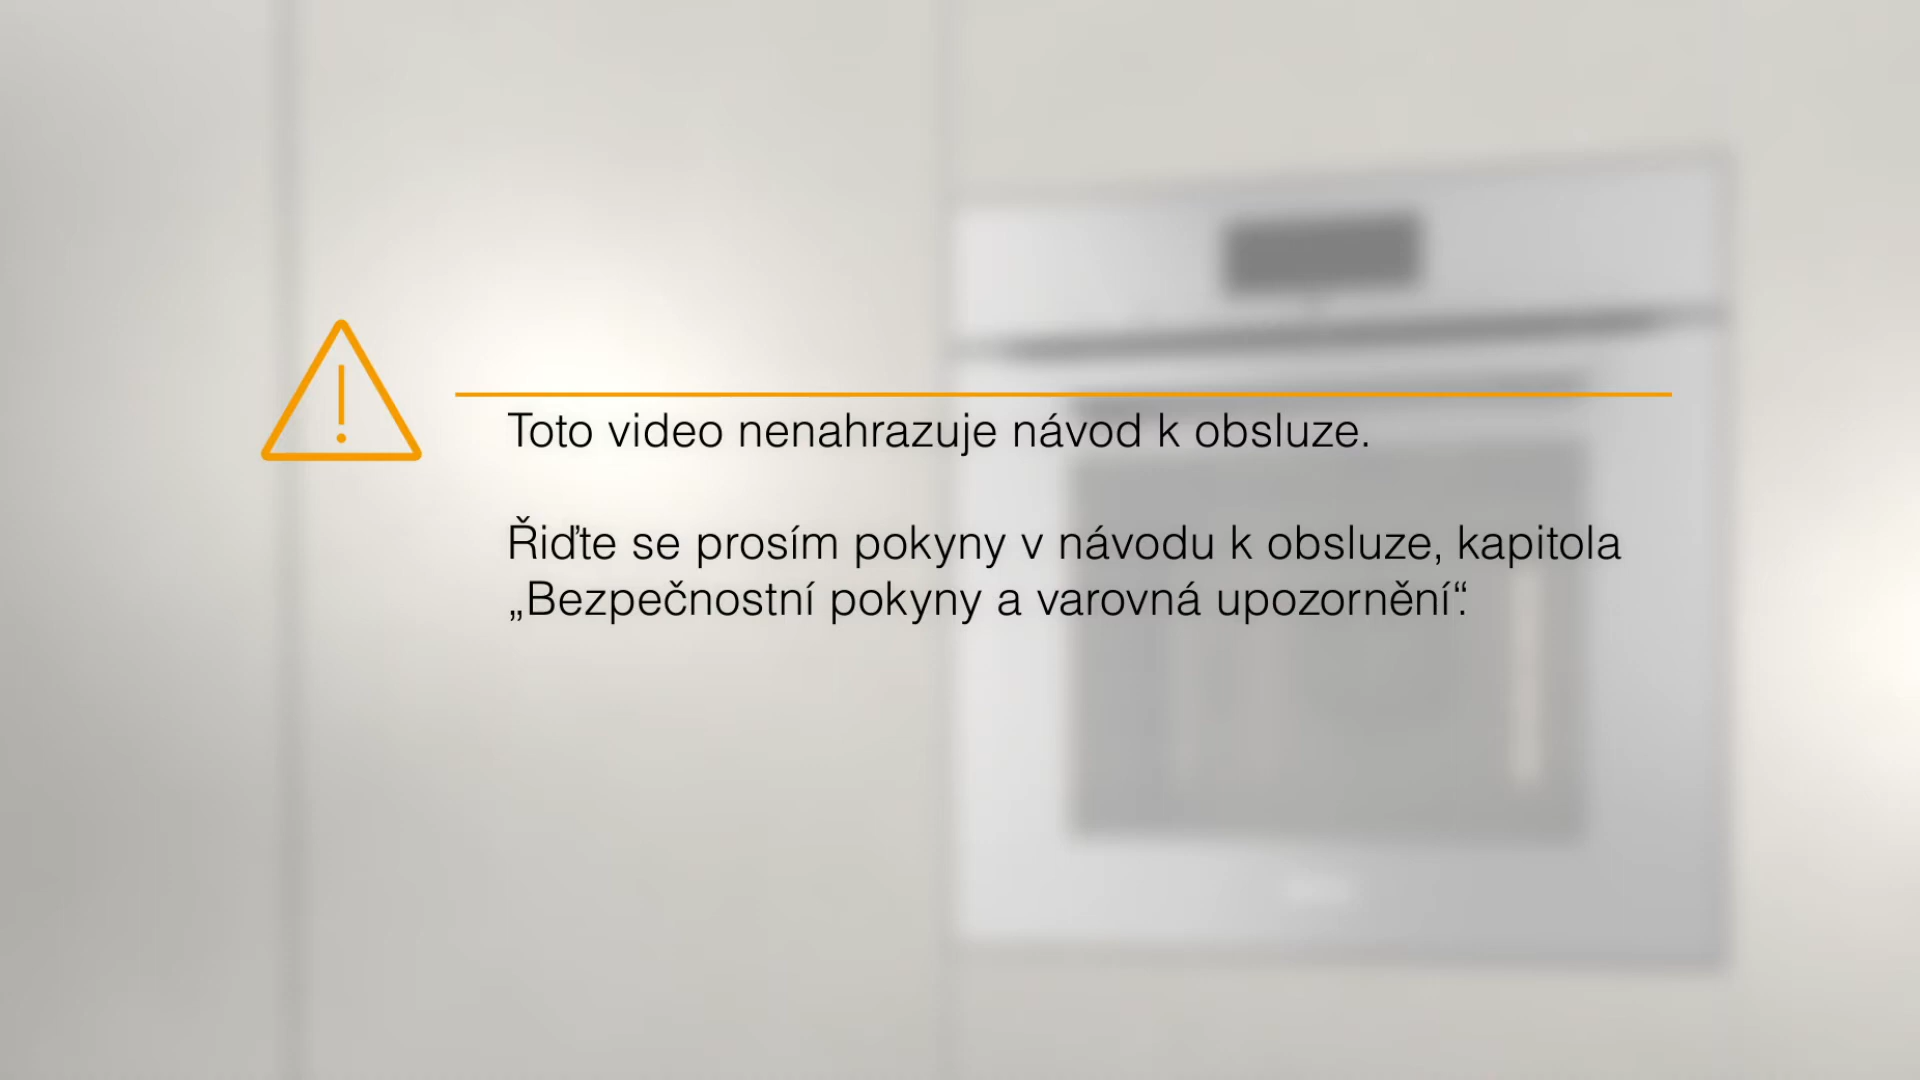 Toto video nenahrazuje návod k obsluze.
Řiďte se prosím pokyny v návodu k obsluze, kapitola
„Bezpečnostní pokyny a varovná upozornění“.